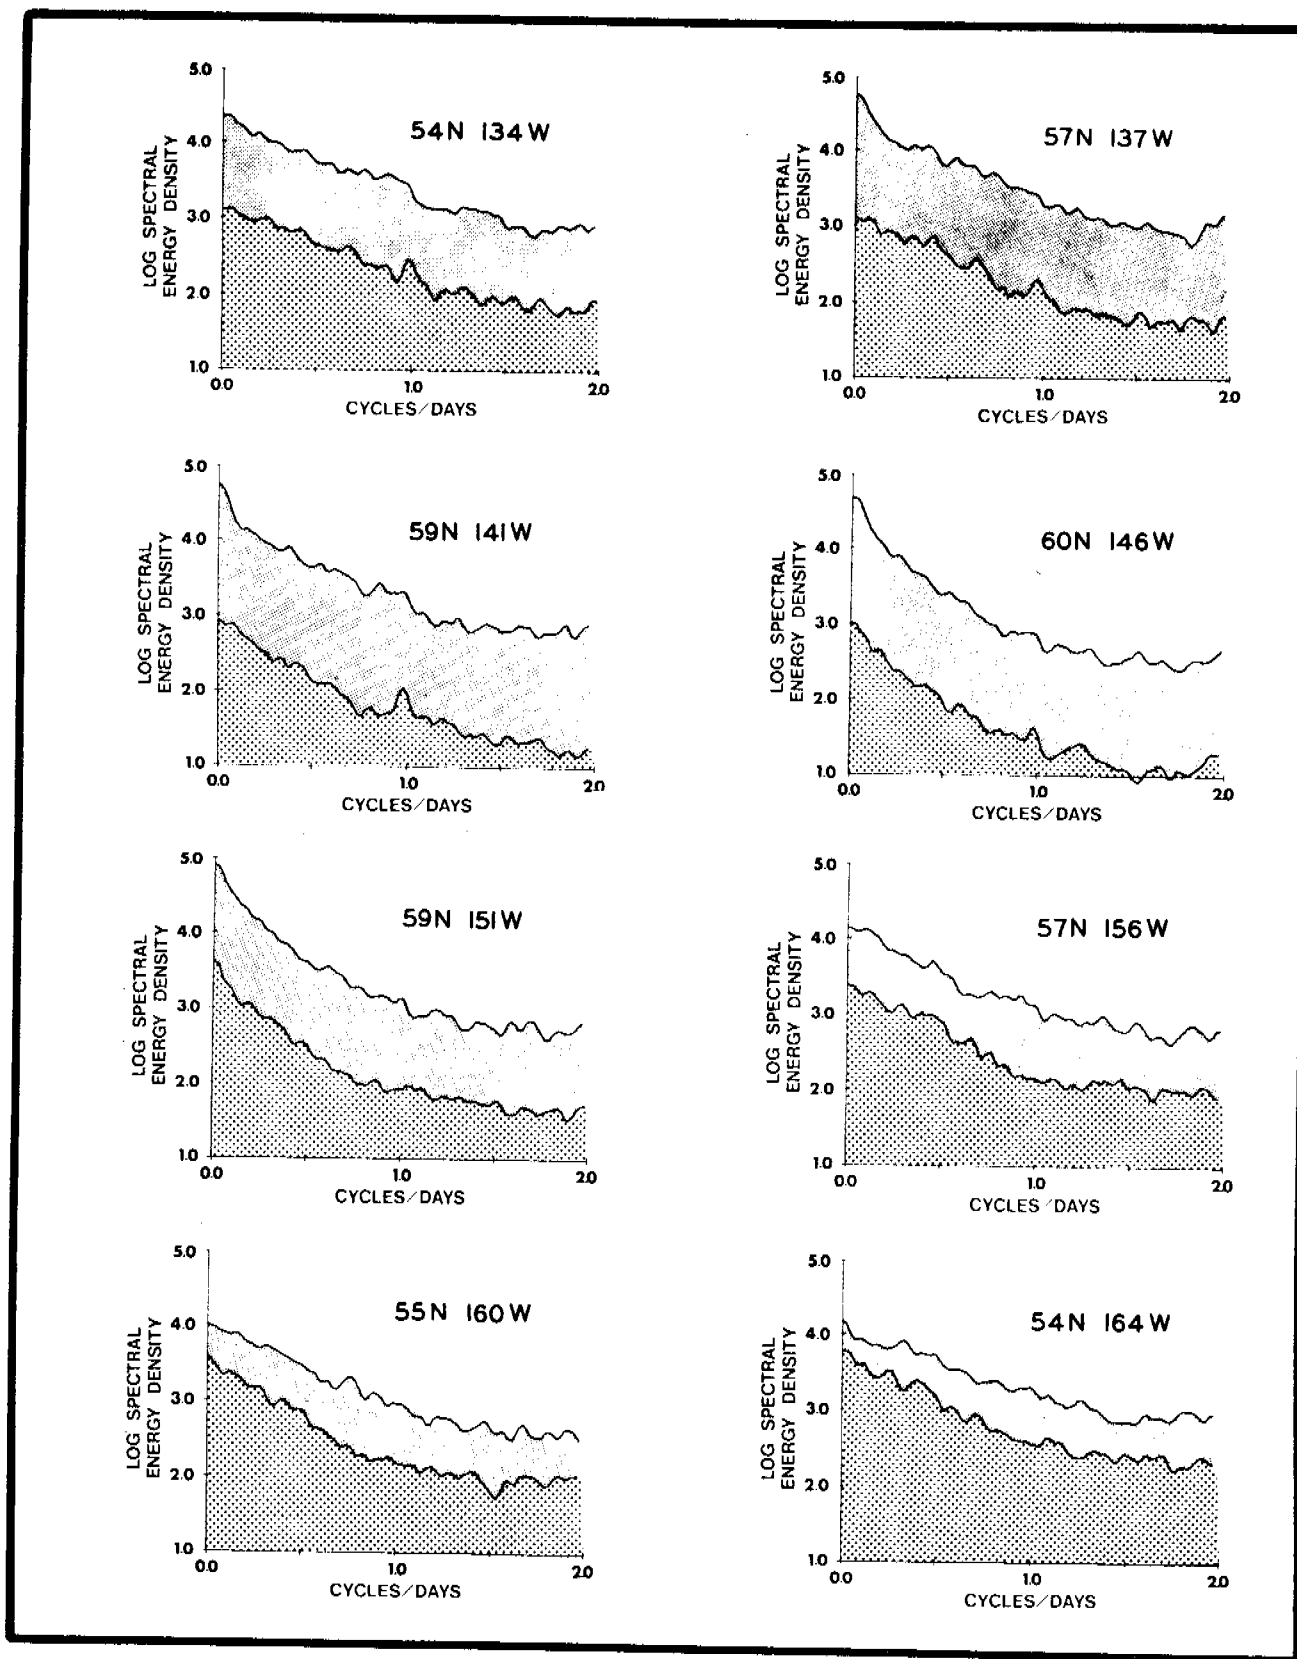 54N 134W
LOG SPECTRAL
ENERGY DENSITY
5.0
4.0
3.0
2.0
1.0
0.0 1.0 2.0
CYCLES/DAYS
57N 137W
LOG SPECTRAL
ENERGY DENSITY
5.0
4.0
3.0
2.0
1.0
0.0 1.0 2.0
CYCLES/DAYS
59N 141W
LOG SPECTRAL
ENERGY DENSITY
5.0
4.0
3.0
2.0
1.0
0.0 1.0 2.0
CYCLES/DAYS
60N 146W
LOG SPECTRAL
ENERGY DENSITY
5.0
4.0
3.0
2.0
1.0
0.0 1.0 2.0
CYCLES/DAYS
59N 151W
LOG SPECTRAL
ENERGY DENSITY
5.0
4.0
3.0
2.0
1.0
0.0 1.0 2.0
CYCLES/DAYS
57N 156W
LOG SPECTRAL
ENERGY DENSITY
5.0
4.0
3.0
2.0
1.0
0.0 1.0 2.0
CYCLES/DAYS
55N 160W
LOG SPECTRAL
ENERGY DENSITY
5.0
4.0
3.0
2.0
1.0
0.0 1.0 2.0
CYCLES/DAYS
54N 164W
LOG SPECTRAL
ENERGY DENSITY
5.0
4.0
3.0
2.0
1.0
0.0 1.0 2.0
CYCLES/DAYS